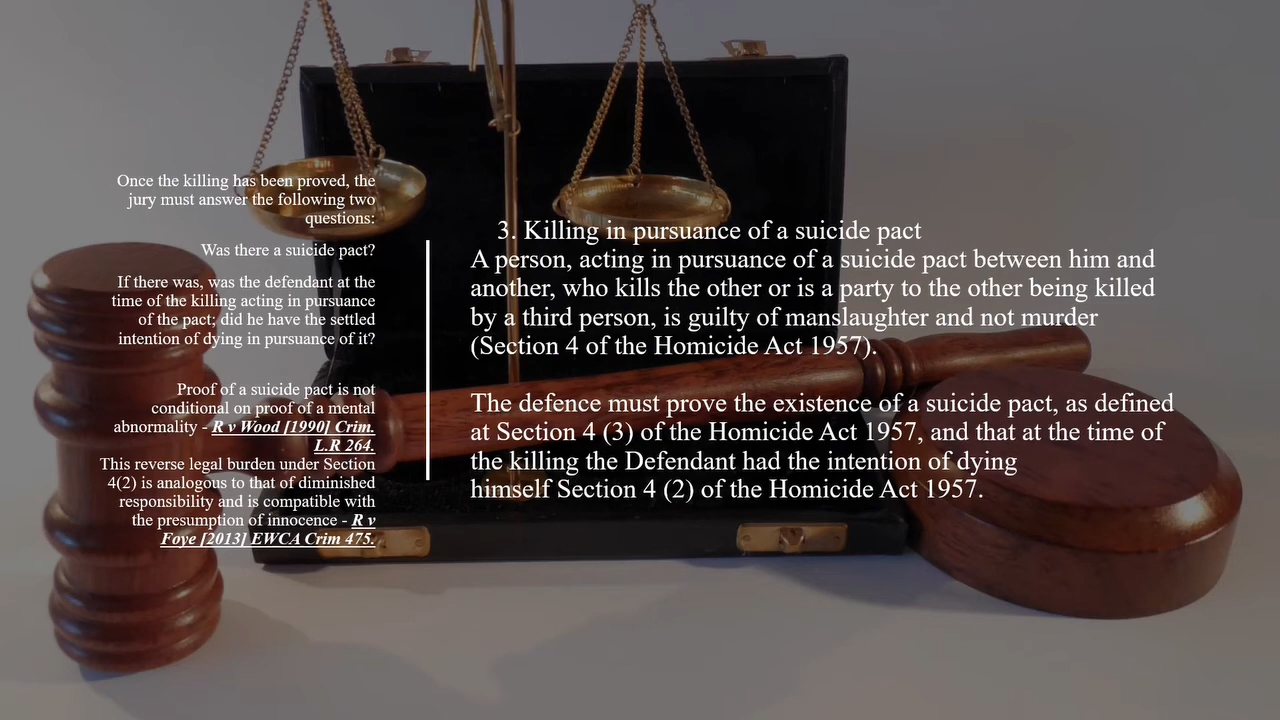 Once the killing has been proved, the
jury must answer the following two
questions:
Was there a suicide pact?
If there was, was the defendant at the
time of the killing acting in pursuance
of the pact; did he have the settled
intention of dying in pursuance of it?
Proof of a suicide pact is not
conditional on proof of a mental
abnormality - R v Wood [1990] Crim.
L.R 264.
This reverse legal burden under Section
4(2) is analogous to that of diminished
responsibility and is compatible with
the presumption of innocence - R v
Foye [2013] EWCA Crim 475.
3. Killing in pursuance of a suicide pact
A person, acting in pursuance of a suicide pact between him and
another, who kills the other or is a party to the other being killed
by a third person, is guilty of manslaughter and not murder
(Section 4 of the Homicide Act 1957).
The defence must prove the existence of a suicide pact, as defined
at Section 4 (3) of the Homicide Act 1957, and that at the time of
the killing the Defendant had the intention of dying
himself Section 4 (2) of the Homicide Act 1957.